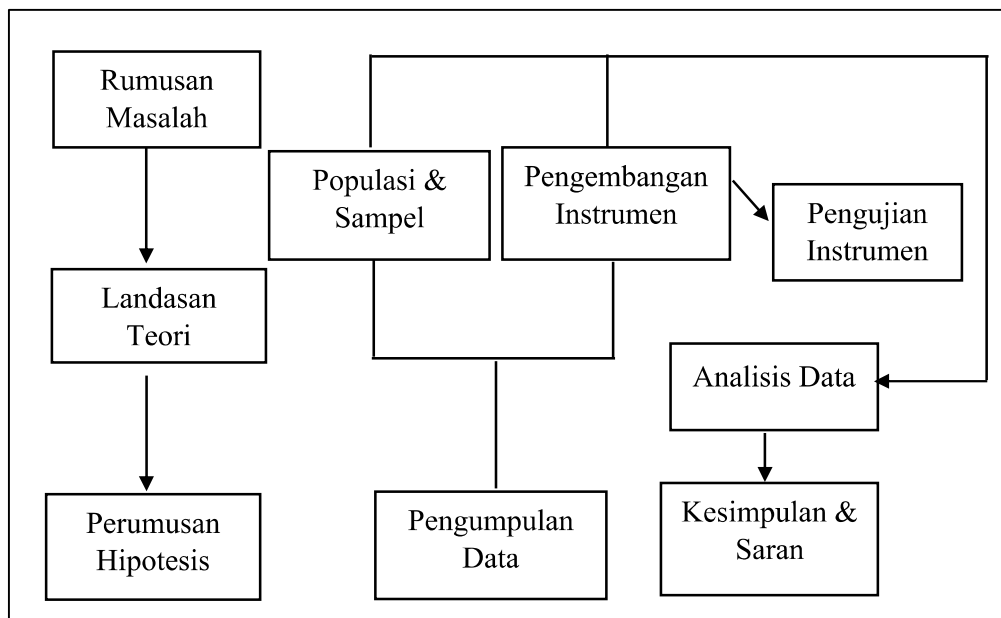 Rumusan
Masalah
Landasan
Teori
Perumusan
Hipotesis
Populasi &
Sampel
Pengembangan
Instrumen
Pengujian
Instrumen
Pengumpulan
Data
Analisis Data
Kesimpulan &
Saran